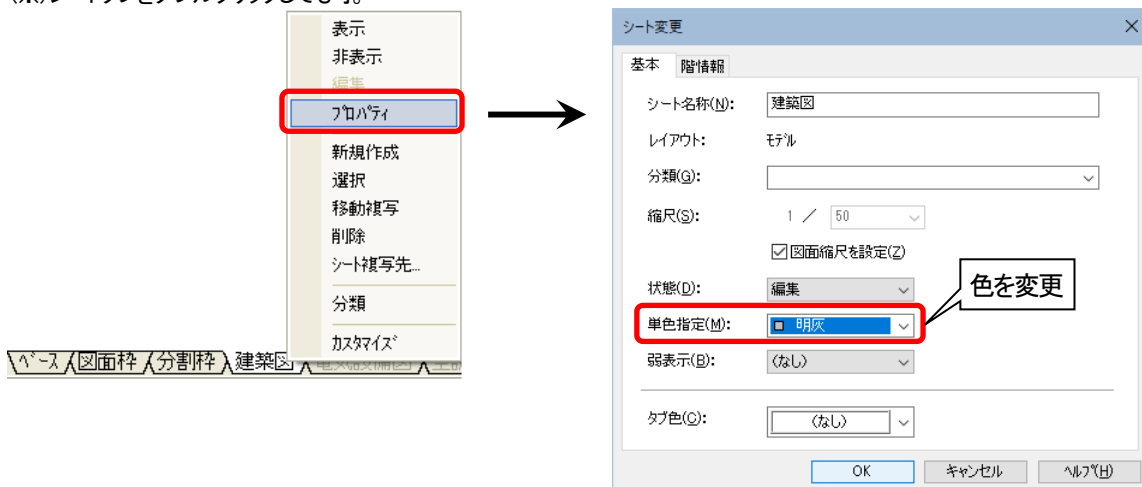 表示
非表示
編集
プロパティ
新規作成
選択
移動複写
削除
シート複写先...
分類
カスタマイズ
ベース 図面枠 分割枠 建築図
シート変更
基本 階情報
シート名称(N): 建築図
レイアウト: モデル
分類(G):
縮尺(S): 1 / 50
図面縮尺を設定(Z)
状態(D): 編集
色を変更
単色指定(M): 明灰
弱表示(B): (なし)
タブ色(C): (なし)
OK キャンセル ヘルプ(H)